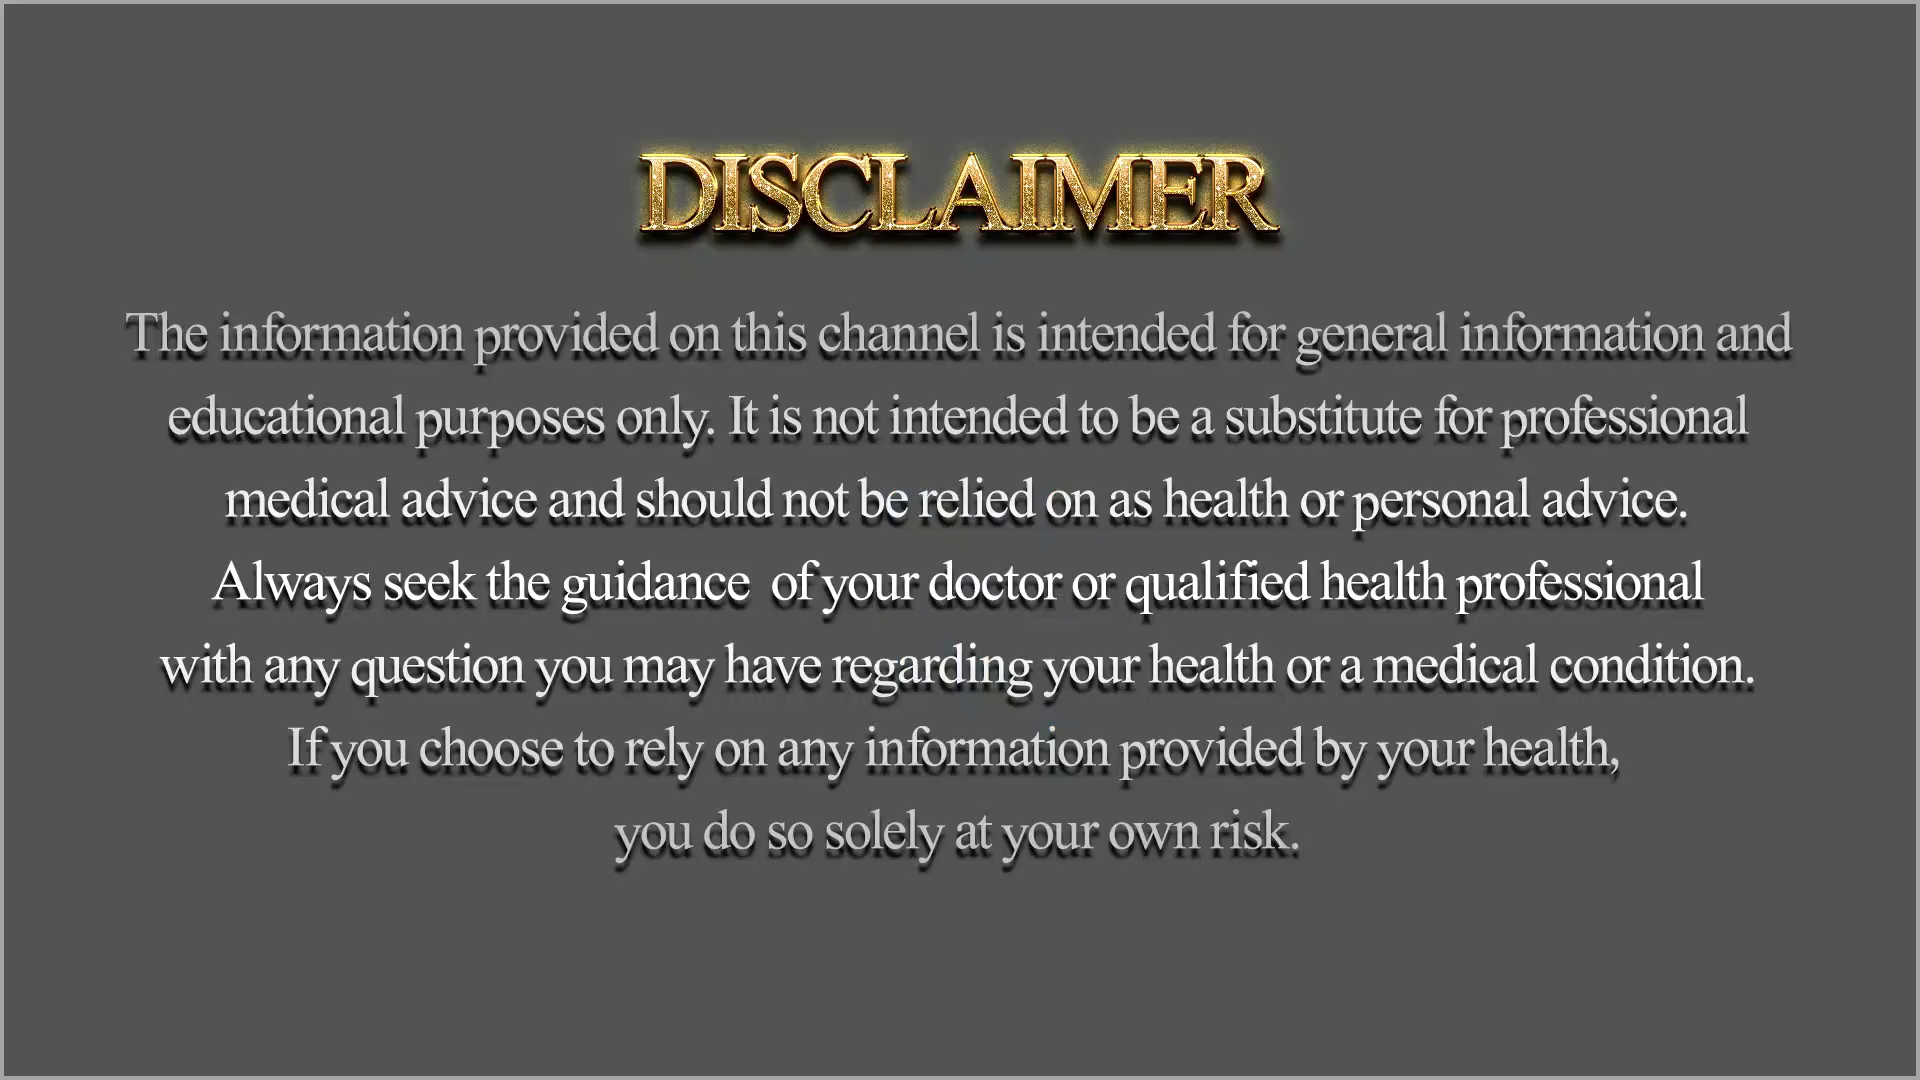 DISCLAIMER
The information provided on this channel is intended for general information and
educational purposes only. It is not intended to be a substitute for professional
medical advice and should not be relied on as health or personal advice.
Always seek the guidance of your doctor or qualified health professional
with any question you may have regarding your health or a medical condition.
If you choose to rely on any information provided by your health,
you do so solely at your own risk.